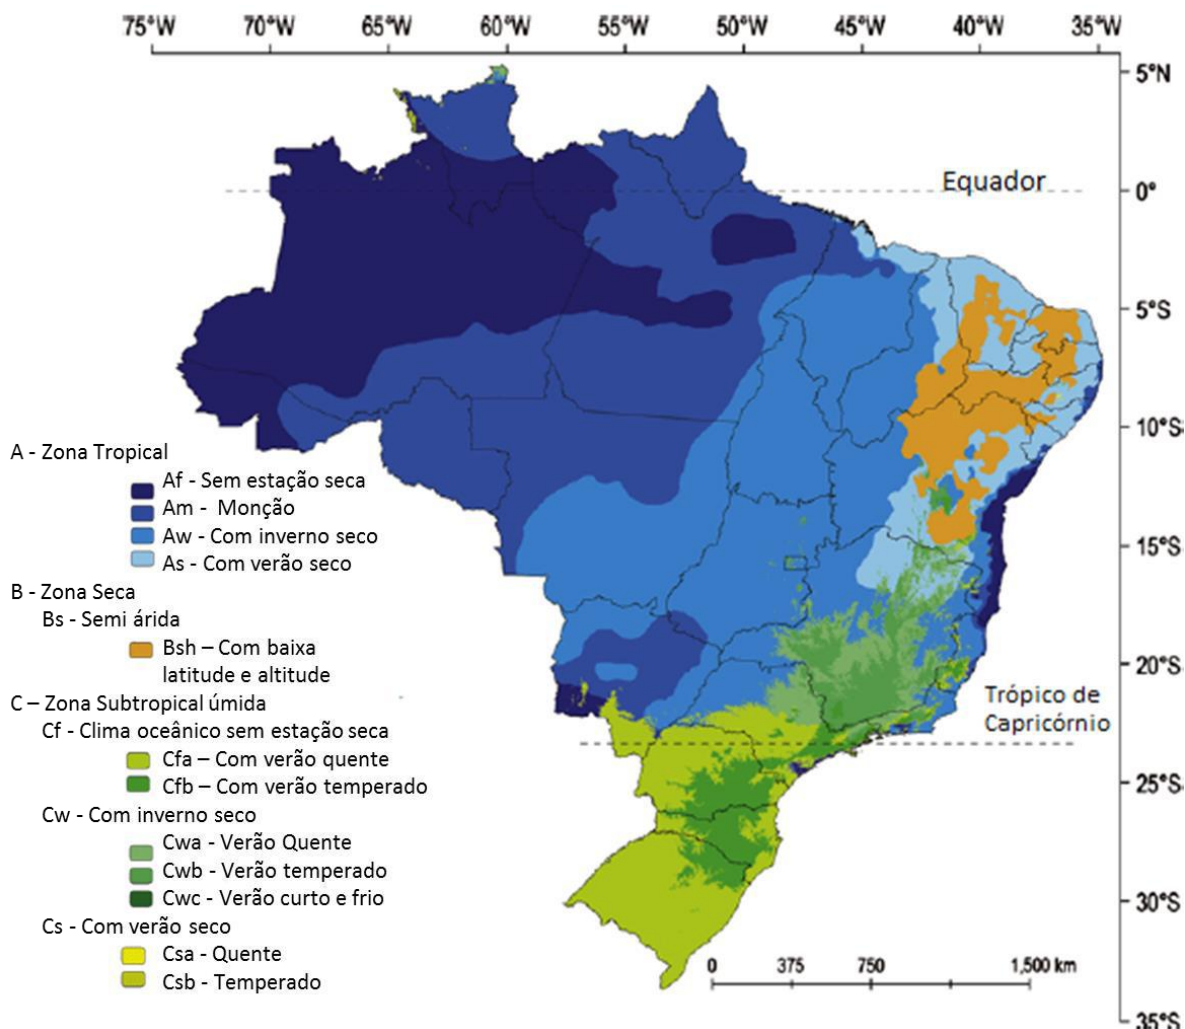 75°W 70°W 65°W 60°W 55°W 50°W 45°W 40°W 35°W
5°N
Equador
0°
5°S
10°S
A - Zona Tropical
Af - Sem estação seca
Am - Monção
Aw - Com inverno seco
As - Com verão seco
15°S
B - Zona Seca
Bs - Semi árida
Bsh – Com baixa
latitude e altitude
20°S
Trópico de
Capricórnio
C – Zona Subtropical úmida
Cf - Clima oceânico sem estação seca
Cfa – Com verão quente
Cfb – Com verão temperado
25°S
Cw - Com inverno seco
Cwa - Verão Quente
Cwb - Verão temperado
Cwc - Verão curto e frio
30°S
Cs - Com verão seco
Csa - Quente
Csb - Temperado
0 375 750 1,500 km
35°S